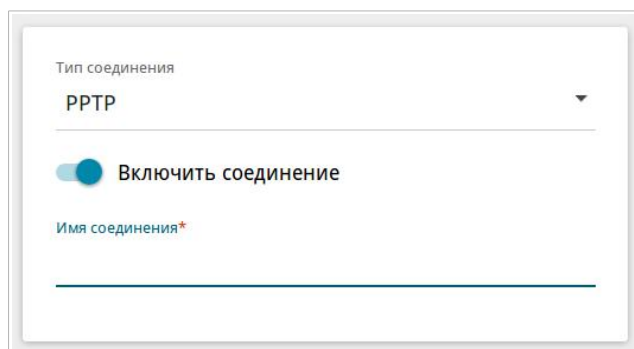 Тип соединения
PPTP
Включить соединение
Имя соединения*